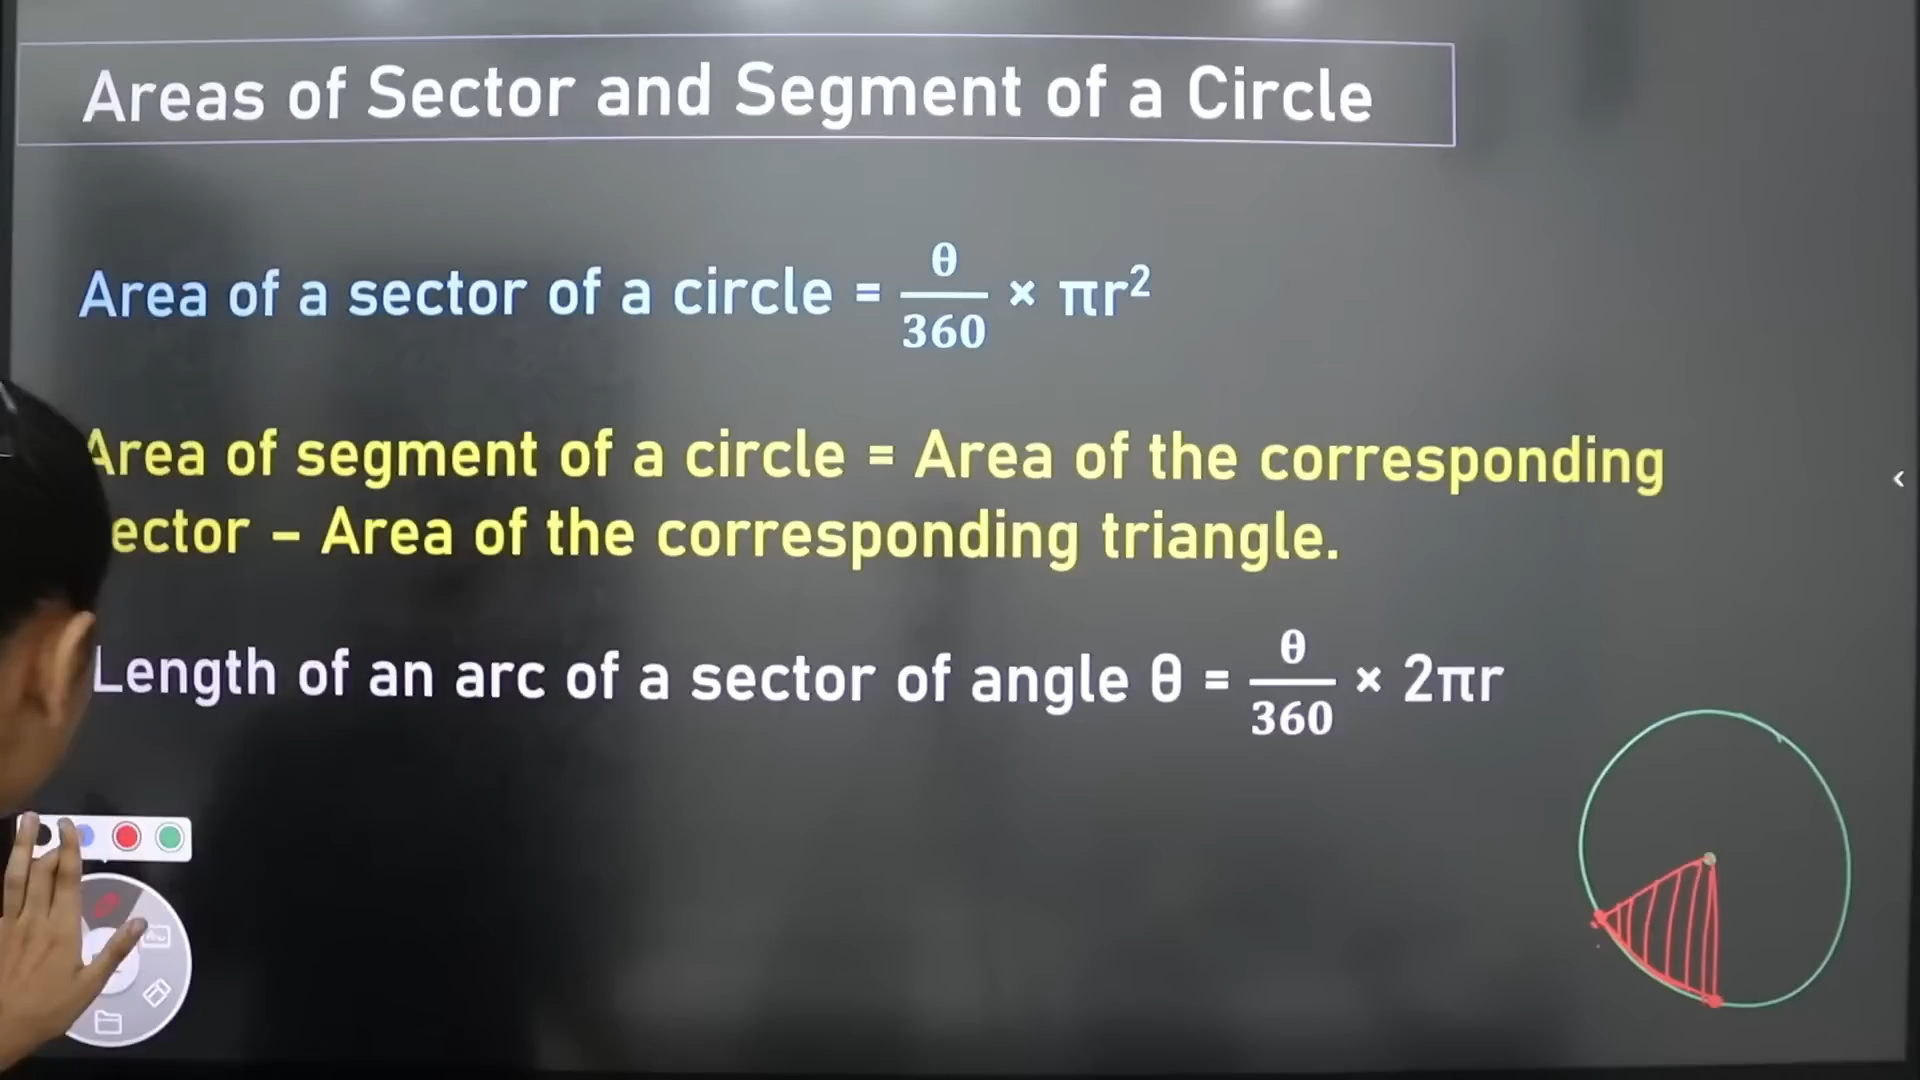 Areas of Sector and Segment of a Circle
Area of a sector of a circle = θ/360 × πr²
Area of segment of a circle = Area of the corresponding
ector – Area of the corresponding triangle.
Length of an arc of a sector of angle θ = θ/360 × 2πr